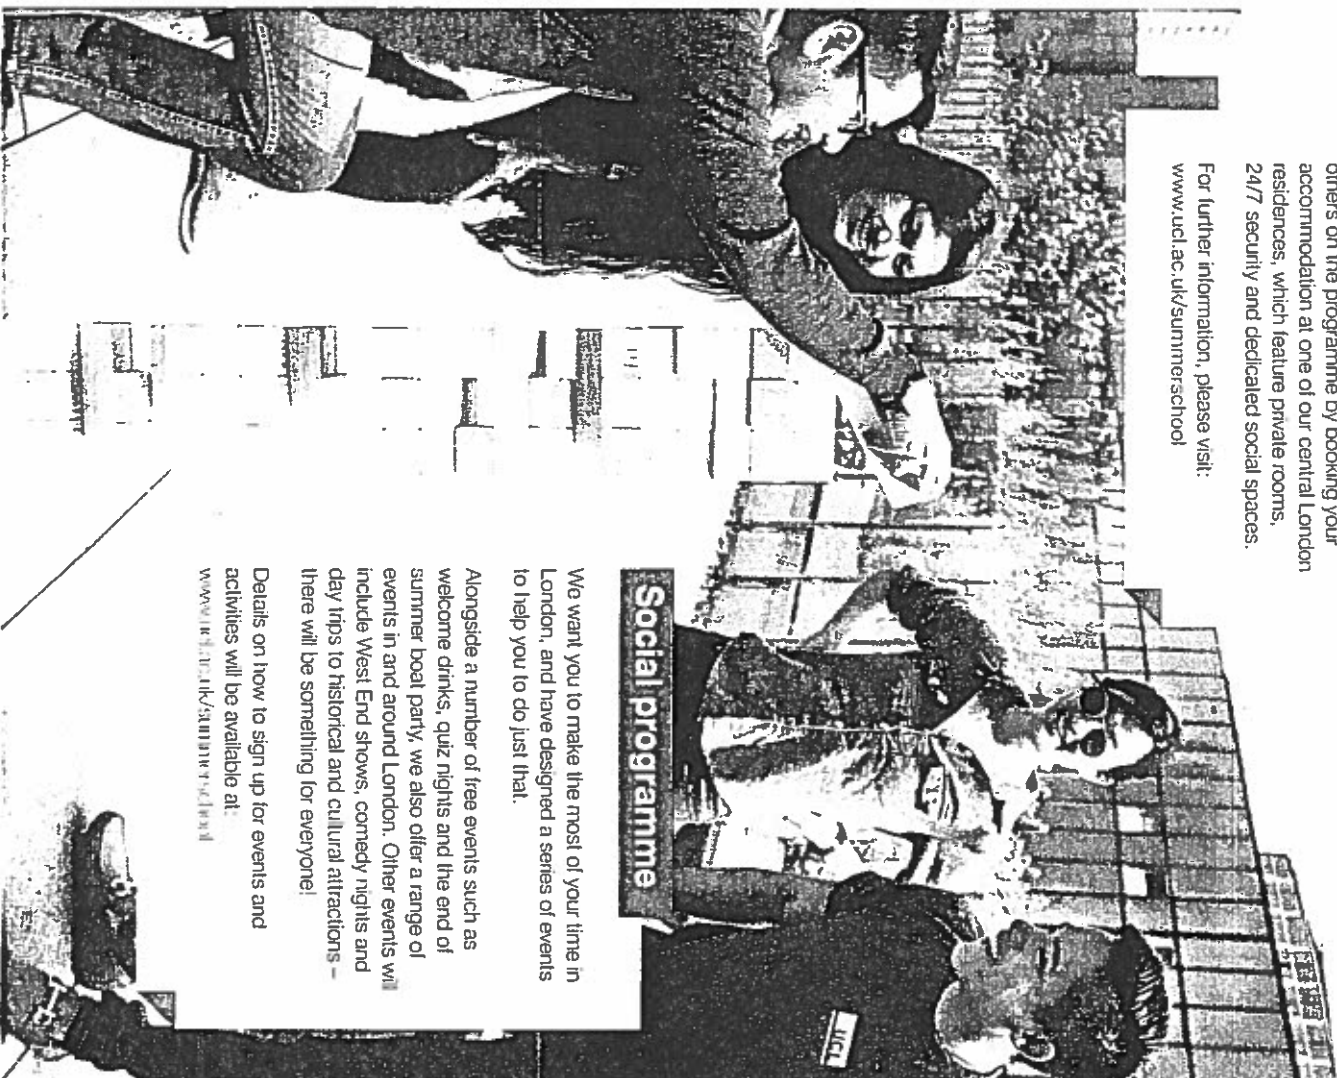 others on the programme by booking your
accommodation at one of our central London
residences, which feature private rooms,
24/7 security and dedicated social spaces.
For further information, please visit:
www.ucl.ac.uk/summerschool
Social programme
We want you to make the most of your time in
London, and have designed a series of events
to help you to do just that.
Alongside a number of free events such as
welcome drinks, quiz nights and the end of
summer boat party, we also offer a range of
events in and around London. Other events will
include West End shows, comedy nights and
day trips to historical and cultural attractions –
there will be something for everyone!
Details on how to sign up for events and
activities will be available at:
www.ucl.ac.uk/summerschool
UCL